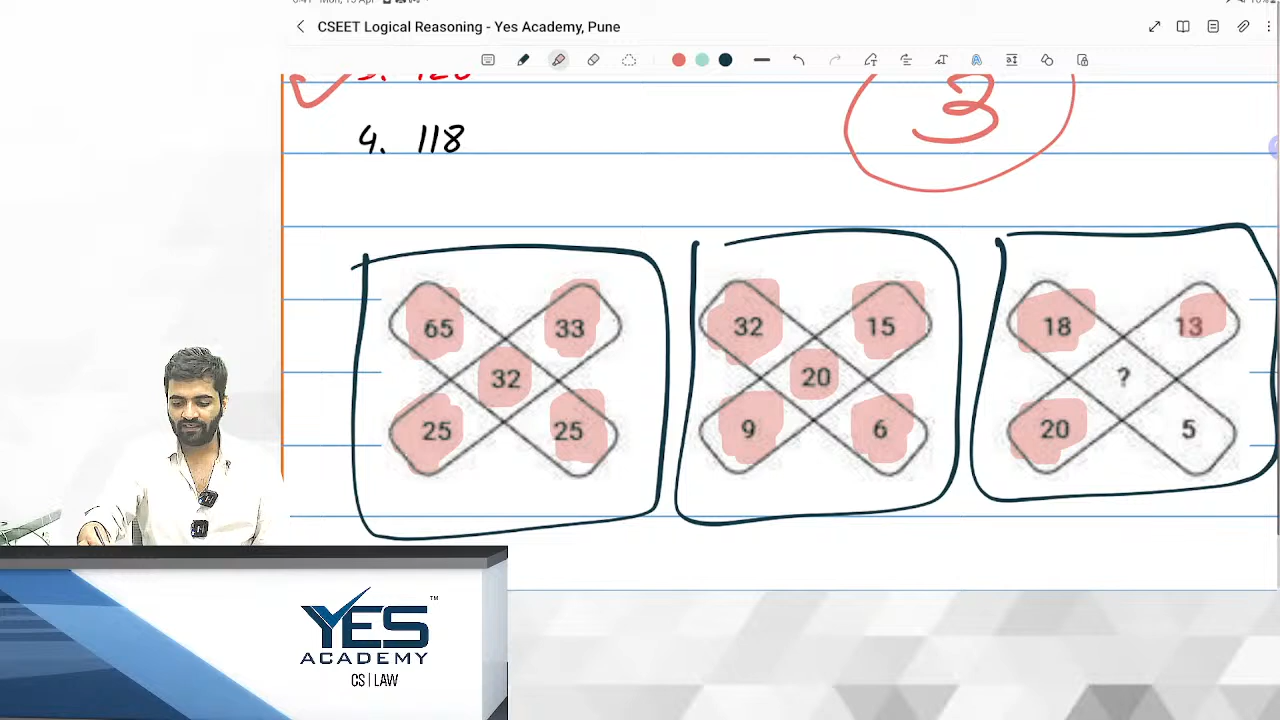 CSEET Logical Reasoning - Yes Academy, Pune
3
4. 118
65 33
32
25 25
32 15
20
9 6
18 13
?
20 5
YES
ACADEMY
CS | LAW
TM